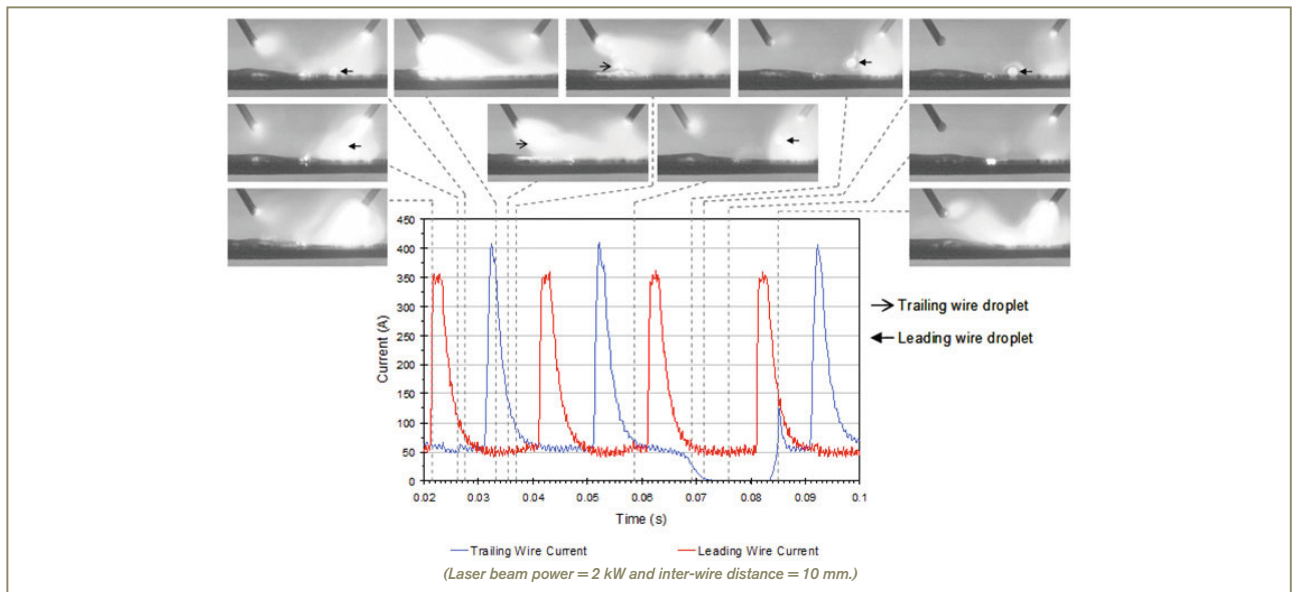 450
400
350
300
250
200
150
100
50
0
Current (A)
0.02 0.03 0.04 0.05 0.06 0.07 0.08 0.09 0.1
Time (s)
Trailing wire droplet
Leading wire droplet
Trailing Wire Current Leading Wire Current
(Laser beam power = 2 kW and inter-wire distance = 10 mm.)